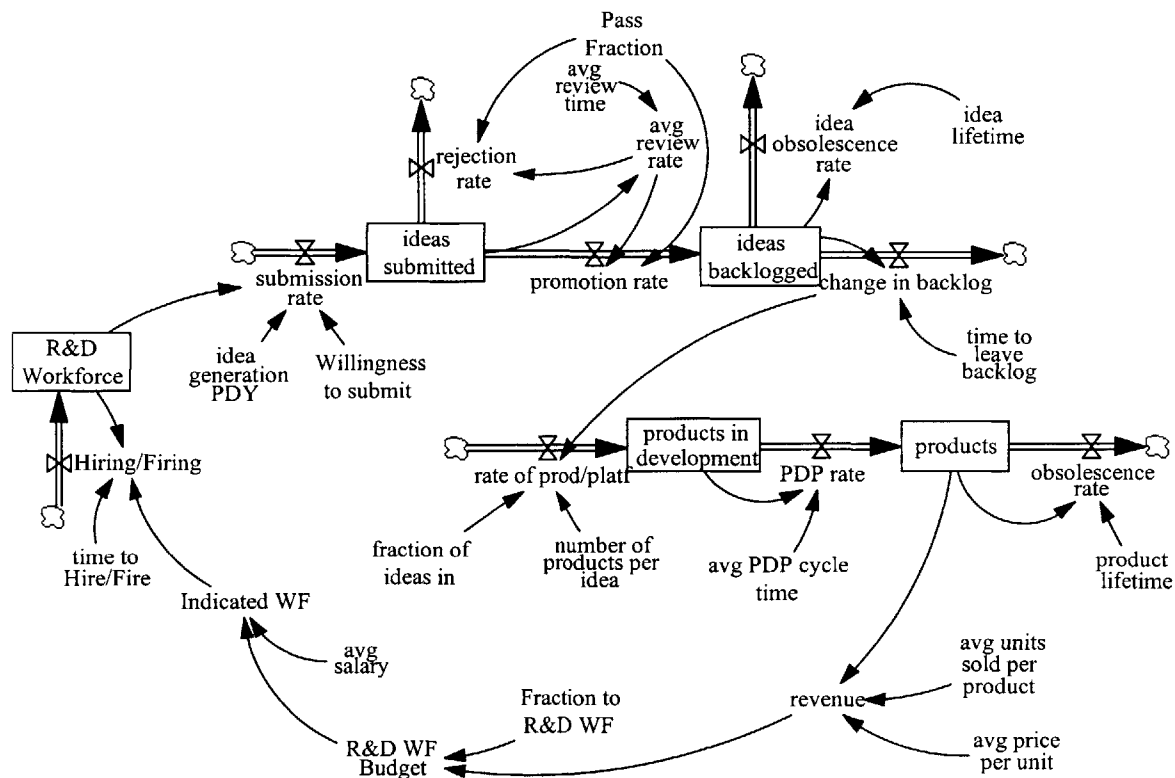 Pass
Fraction
avg
review
time
avg
review
rate
rejection
rate
idea
obsolescence
rate
idea
lifetime
ideas
submitted
ideas
backlogged
submission
rate
promotion rate
change in backlog
R&D
Workforce
idea
generation
PDY
Willingness
to submit
time to
leave
backlog
Hiring/Firing
products in
development
products
rate of prod/platf
PDP rate
obsolescence
rate
time to
Hire/Fire
fraction of
ideas in
number of
products per
idea
avg PDP cycle
time
product
lifetime
Indicated WF
avg
salary
avg units
sold per
product
Fraction to
R&D WF
revenue
R&D WF
Budget
avg price
per unit